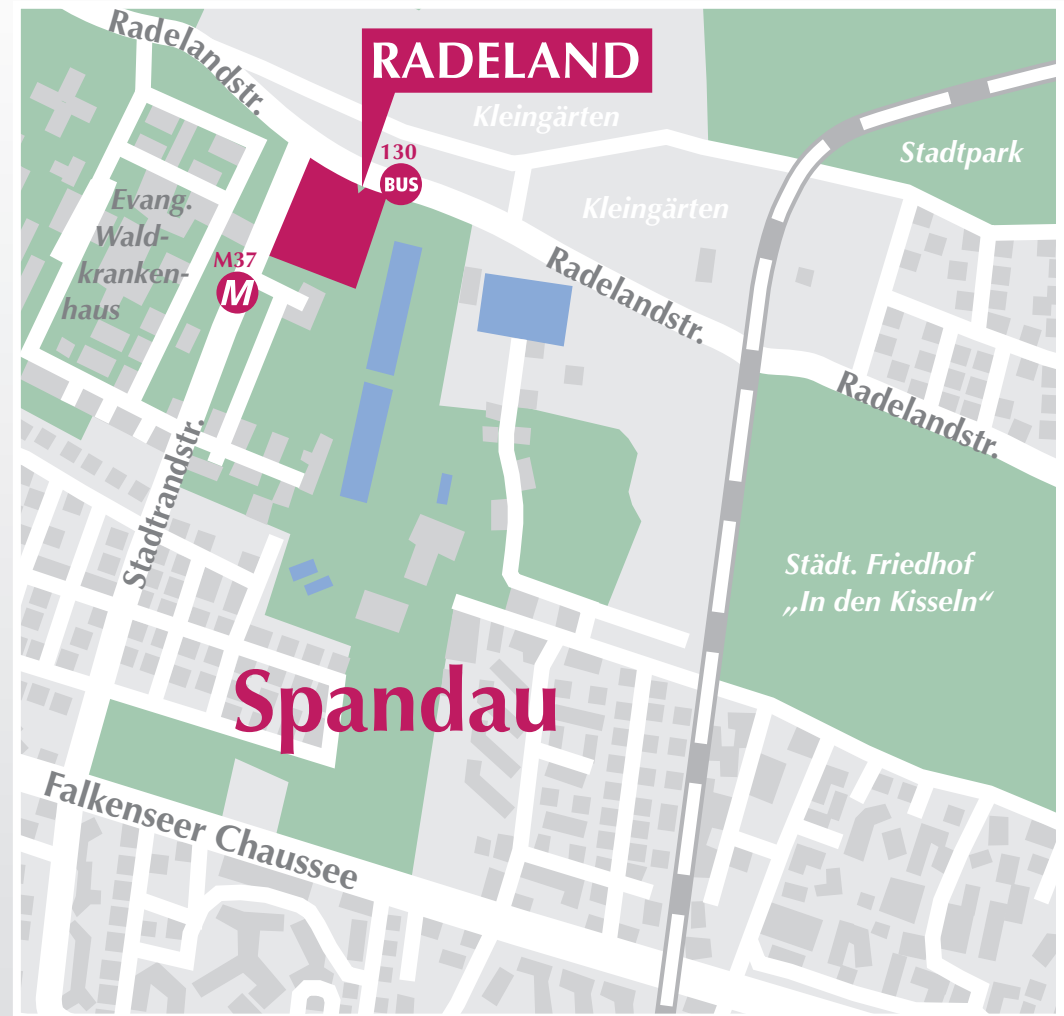 Radelandstr.
RADELAND
Kleingärten
130
BUS
Stadtpark
Kleingärten
Evang.
Wald-
kranken-
haus
M37
M
Radelandstr.
Radelandstr.
Stadtrandstr.
Städt. Friedhof
„In den Kisseln“
Spandau
Falkenseer Chaussee